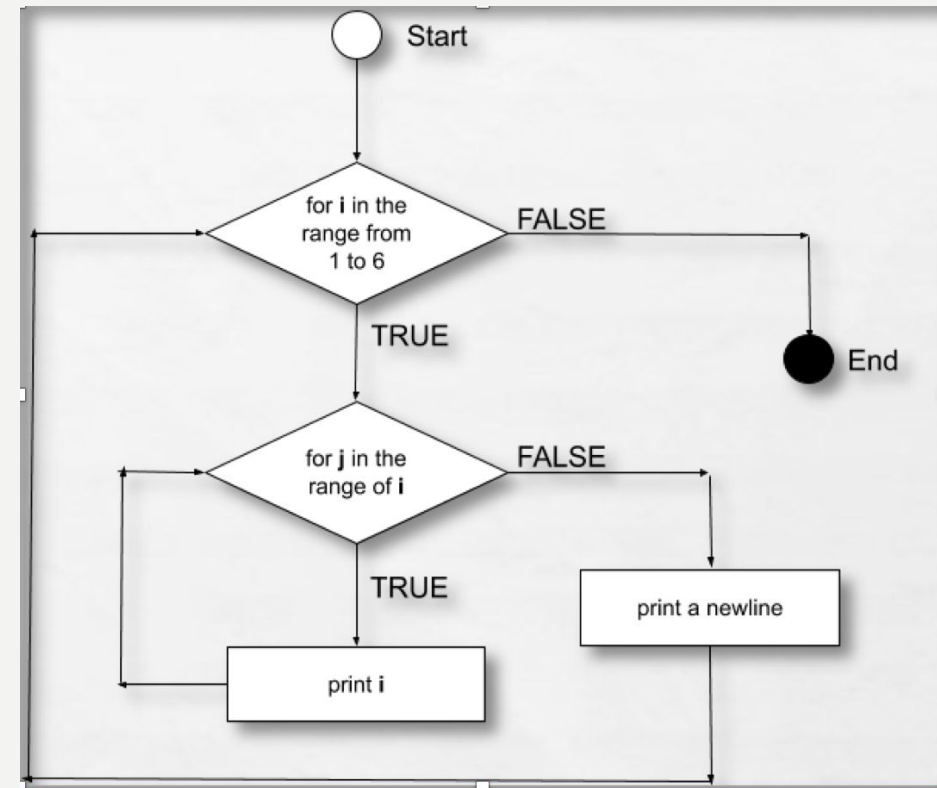 Start
for i in the
range from
1 to 6
FALSE
TRUE
End
for j in the
range of i
FALSE
TRUE
print a newline
print i